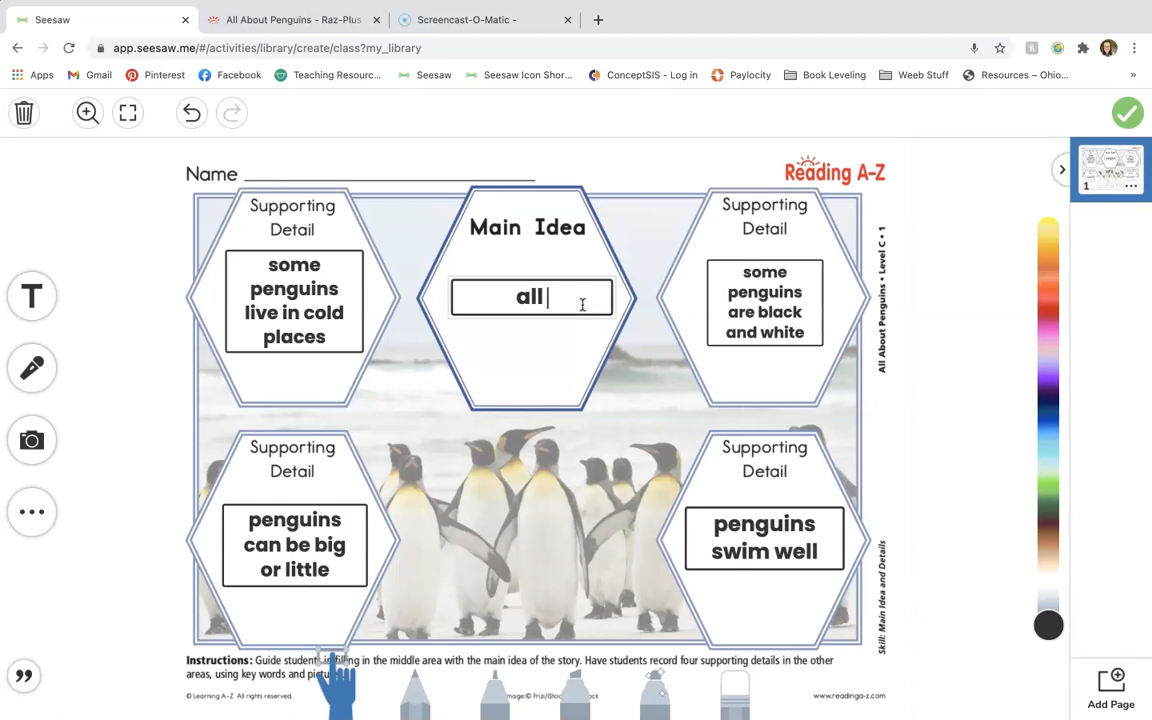 Seesaw
All About Penguins - Raz-Plus
Screencast-O-Matic -
app.seesaw.me/#/activities/library/create/class?my_library
Apps
Gmail
Pinterest
Facebook
Teaching Resourc...
Seesaw
Seesaw Icon Shor...
ConceptSIS - Log in
Paylocity
Book Leveling
Weeb Stuff
Resources – Ohio...
»
Name
Reading A-Z
Supporting
Detail
some
penguins
live in cold
places
Main Idea
all
Supporting
Detail
some
penguins
are black
and white
All About Penguins • Level C • 1
Supporting
Detail
penguins
can be big
or little
Supporting
Detail
penguins
swim well
Skill: Main Idea and Details
Instructions: Guide students in filling in the middle area with the main idea of the story. Have students record four supporting details in the other
areas, using key words and
© Learning A–Z All rights reserved.
www.readinga-z.com
T
1
Add Page